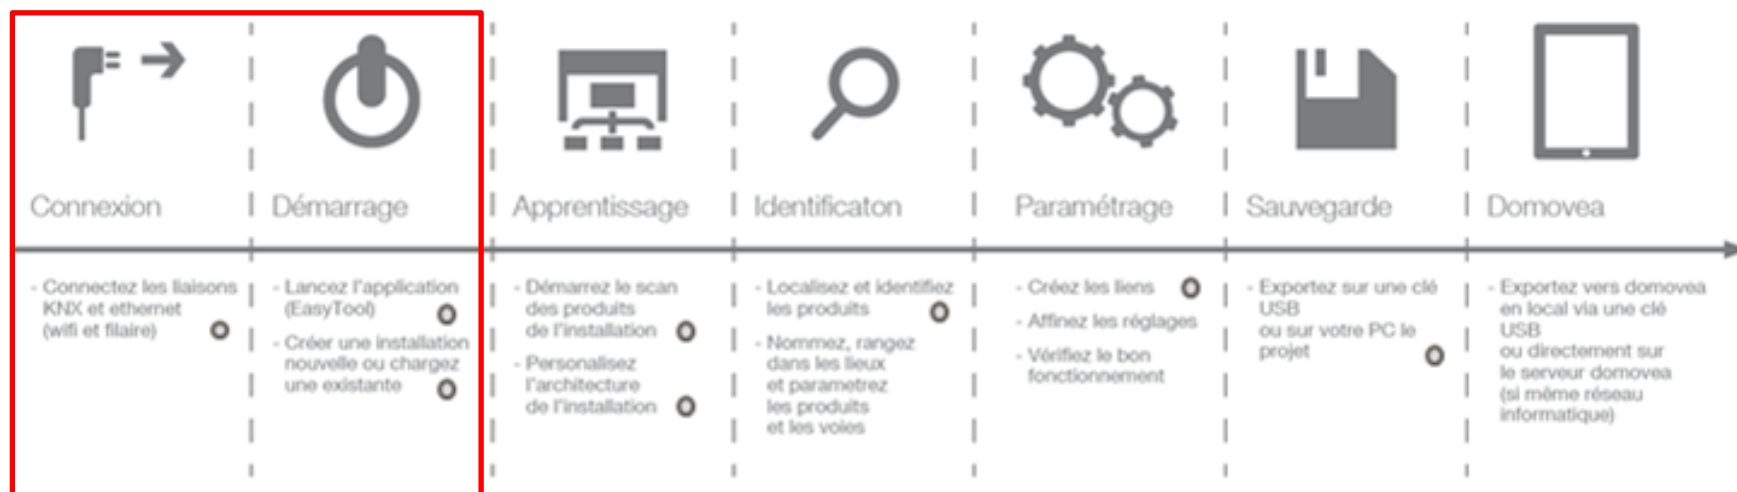 Connexion
Démarrage
Apprentissage
Identificaton
Paramétrage
Sauvegarde
Domovea
- Connectez les liaisons
KNX et ethernet
(wifi et filaire)
- Lancez l'application
(EasyTool)
- Créer une installation
nouvelle ou chargez
une existante
- Démarrez le scan
des produits
de l'installation
- Personalisez
l'architecture
de l'installation
- Localisez et identifiez
les produits
- Nommez, rangez
dans les lieux
et parametrez
les produits
et les voies
- Créez les liens
- Affinez les réglages
- Vérifiez le bon
fonctionnement
- Exportez sur une clé
USB
ou sur votre PC le
projet
- Exportez vers domovea
en local via une clé
USB
ou directement sur
le serveur domovea
(si même réseau
informatique)